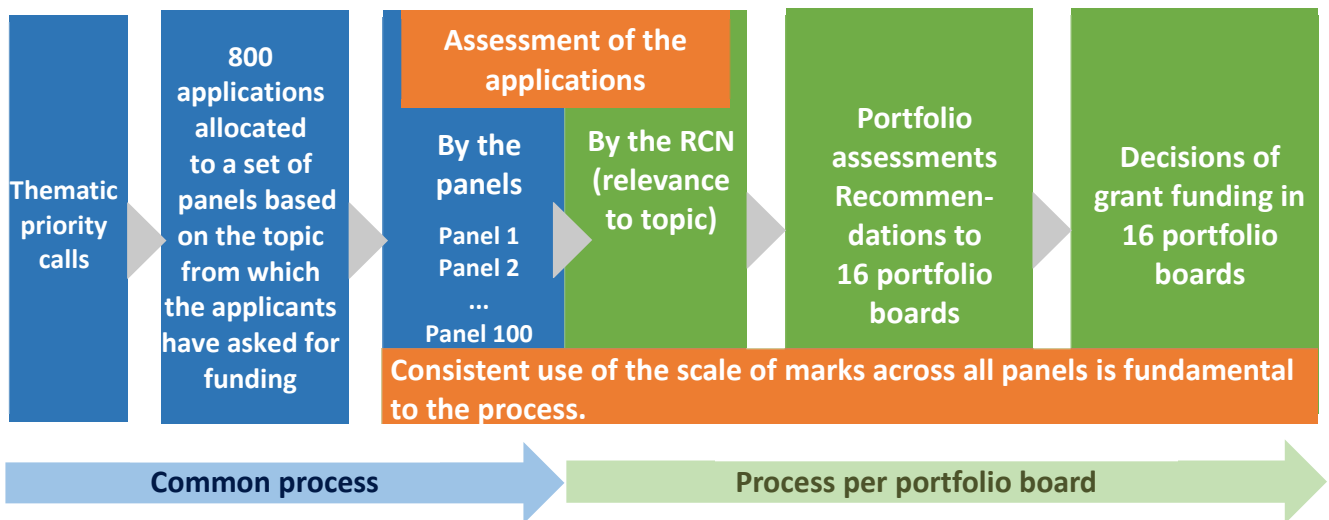 Thematic
priority
calls
800
applications
allocated
to a set of
panels based
on the topic
from which
the applicants
have asked for
funding
Assessment of the
applications
By the
panels
Panel 1
Panel 2
...
Panel 100
By the RCN
(relevance
to topic)
Portfolio
assessments
Recommen-
dations to
16 portfolio
boards
Decisions of
grant funding in
16 portfolio
boards
Consistent use of the scale of marks across all panels is fundamental
to the process.
Common process
Process per portfolio board